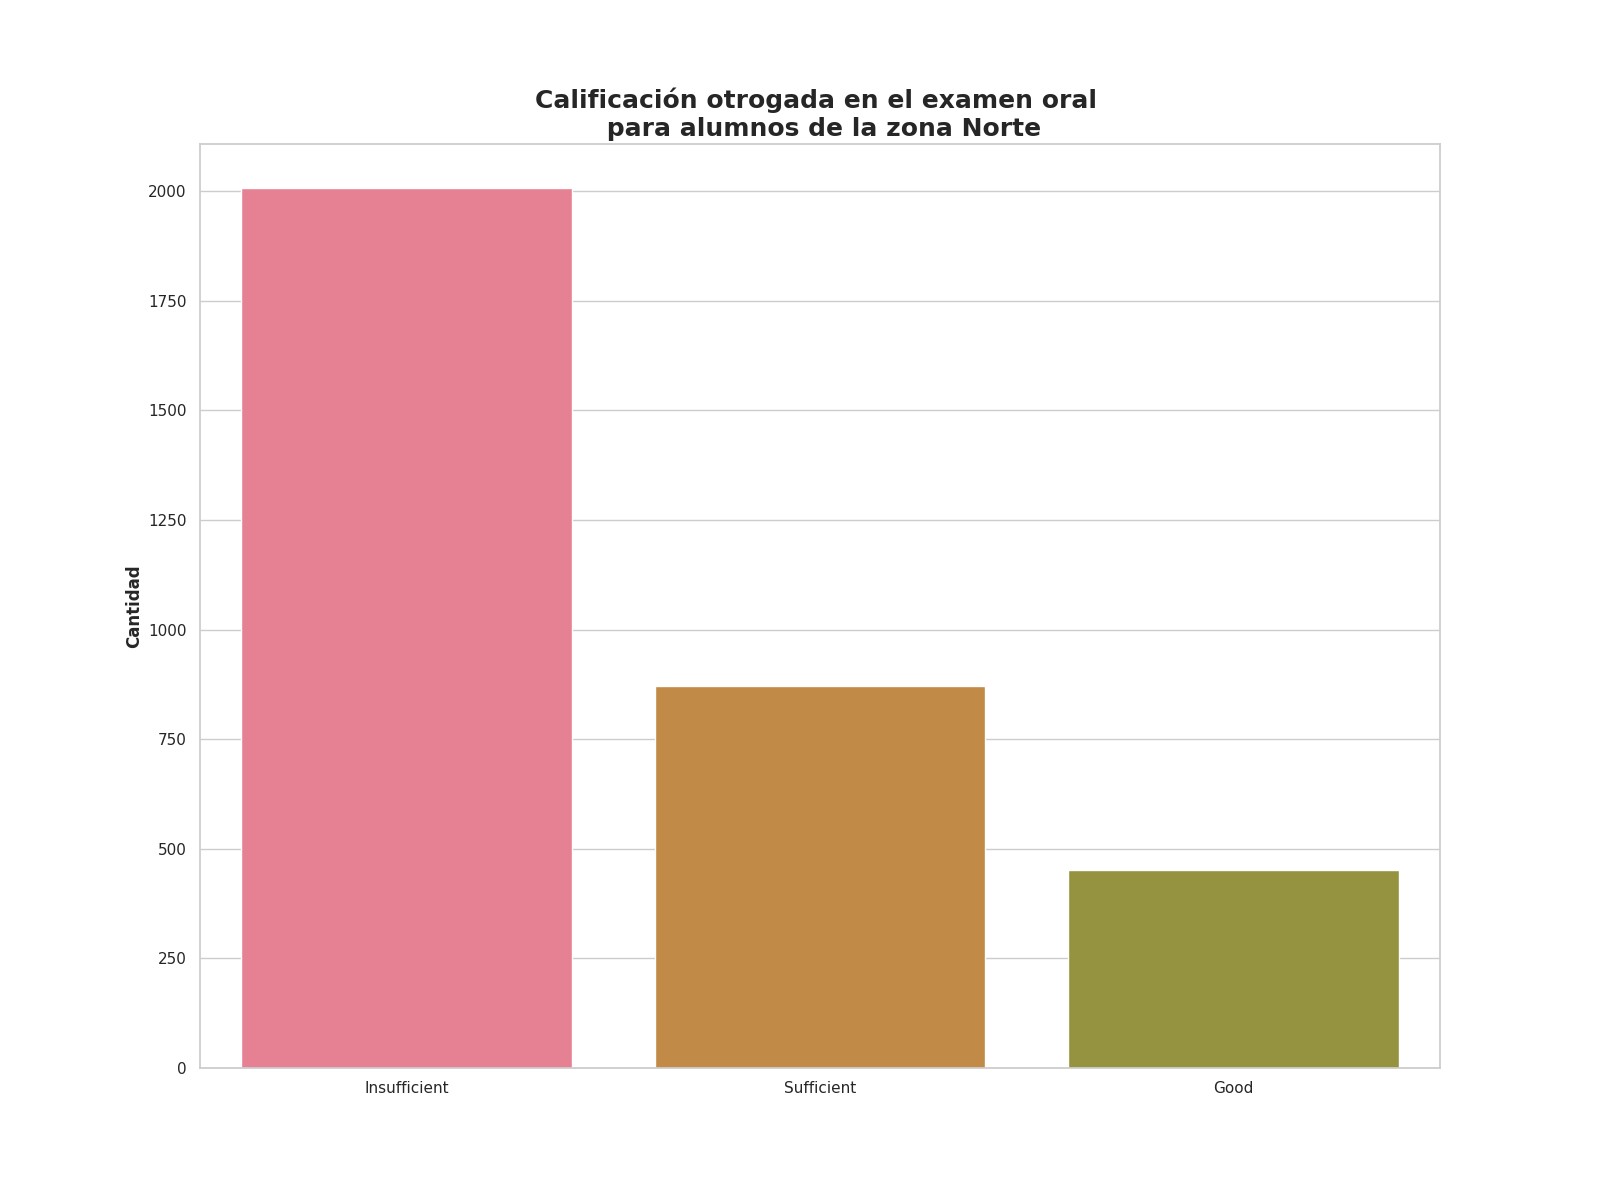 Calificación otrogada en el examen oral
para alumnos de la zona Norte
Cantidad
2000
1750
1500
1250
1000
750
500
250
0
Insufficient
Sufficient
Good